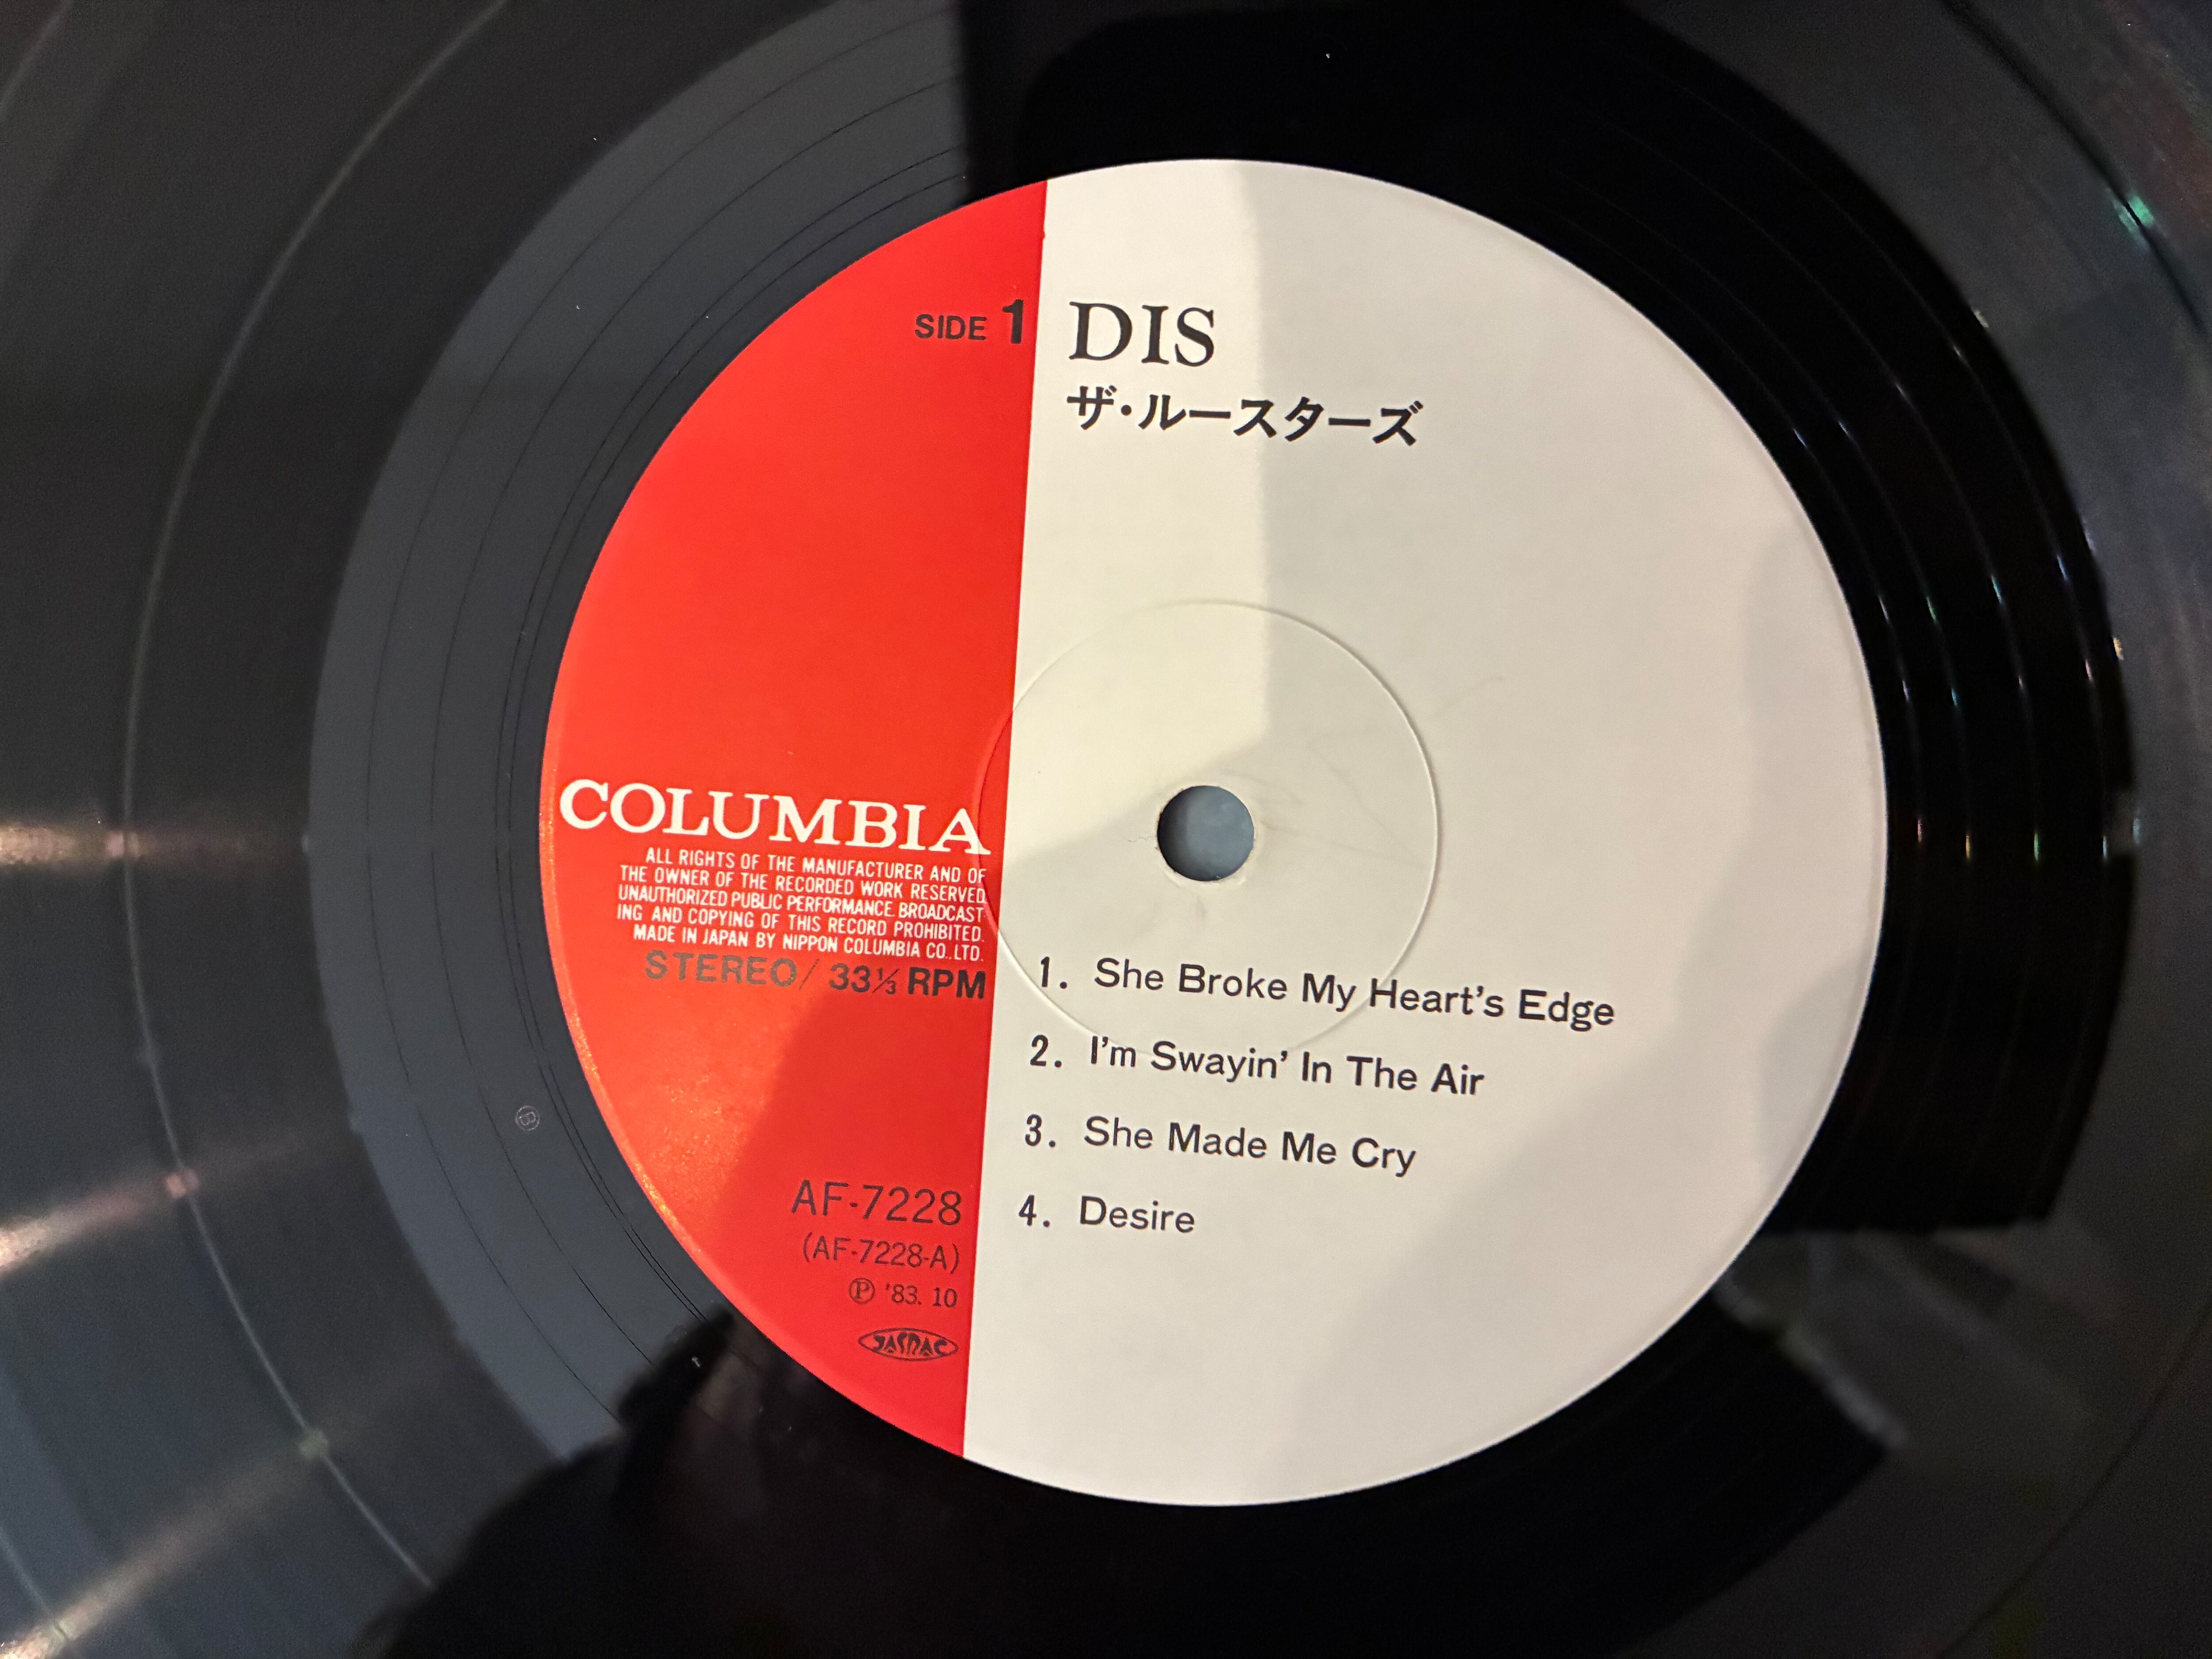 SIDE 1
DIS
ザ・ルースターズ
COLUMBIA
ALL RIGHTS OF THE MANUFACTURER AND OF
THE OWNER OF THE RECORDED WORK RESERVED
UNAUTHORIZED PUBLIC PERFORMANCE BROADCAST-
ING AND COPYING OF THIS RECORD PROHIBITED.
MADE IN JAPAN BY NIPPON COLUMBIA CO.,LTD.
STEREO/ 33⅓ RPM
1. She Broke My Heart's Edge
2. I'm Swayin' In The Air
3. She Made Me Cry
4. Desire
AF-7228
(AF-7228-A)
Ⓟ '83. 10
JASRAC
Ⓑ